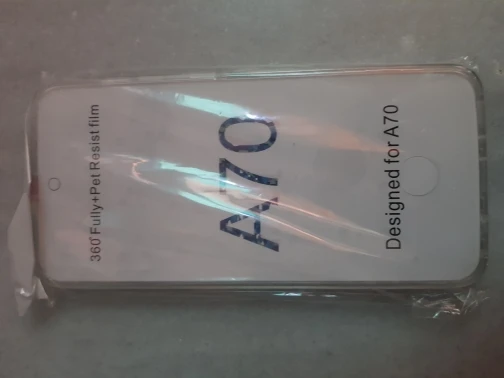 360°Fully+Pet Resist film
A70
Designed for A70